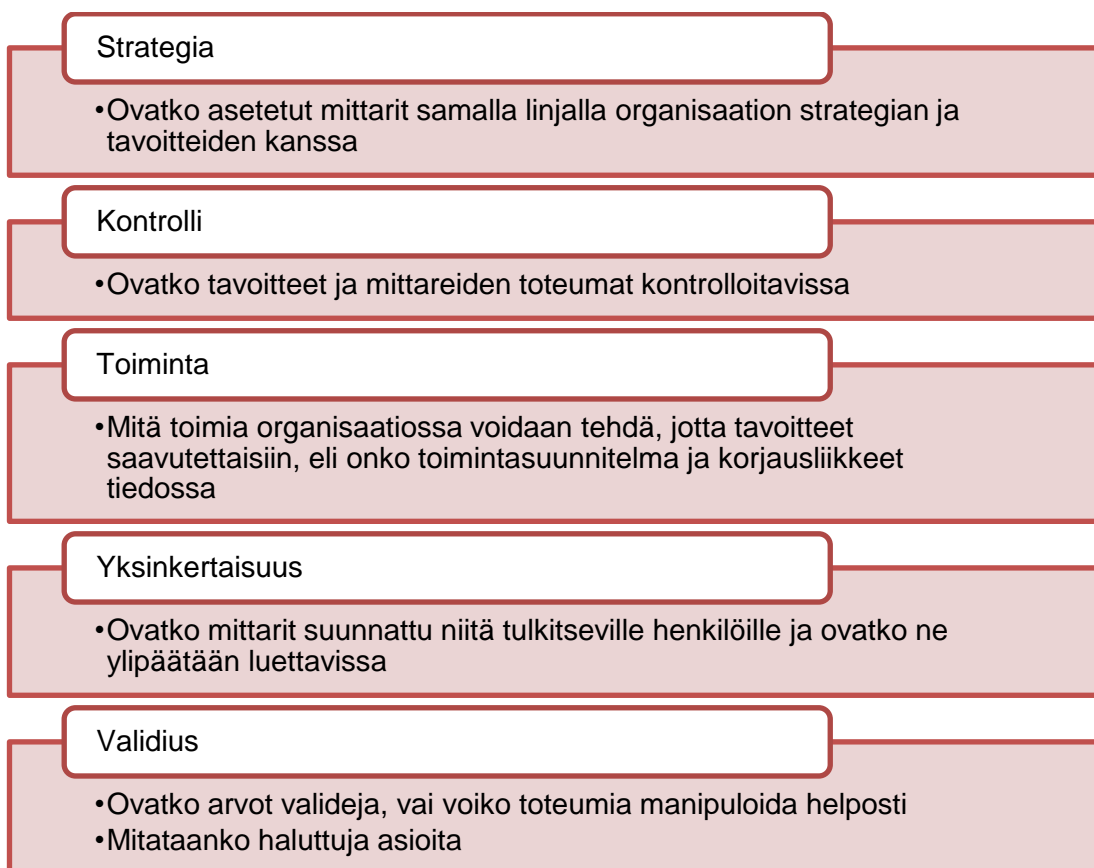 Strategia
•Ovatko asetetut mittarit samalla linjalla organisaation strategian ja
tavoitteiden kanssa
Kontrolli
•Ovatko tavoitteet ja mittareiden toteumat kontrolloitavissa
Toiminta
•Mitä toimia organisaatiossa voidaan tehdä, jotta tavoitteet
saavutettaisiin, eli onko toimintasuunnitelma ja korjausliikkeet
tiedossa
Yksinkertaisuus
•Ovatko mittarit suunnattu niitä tulkitseville henkilöille ja ovatko ne
ylipäätään luettavissa
Validius
•Ovatko arvot valideja, vai voiko toteumia manipuloida helposti
•Mitataanko haluttuja asioita